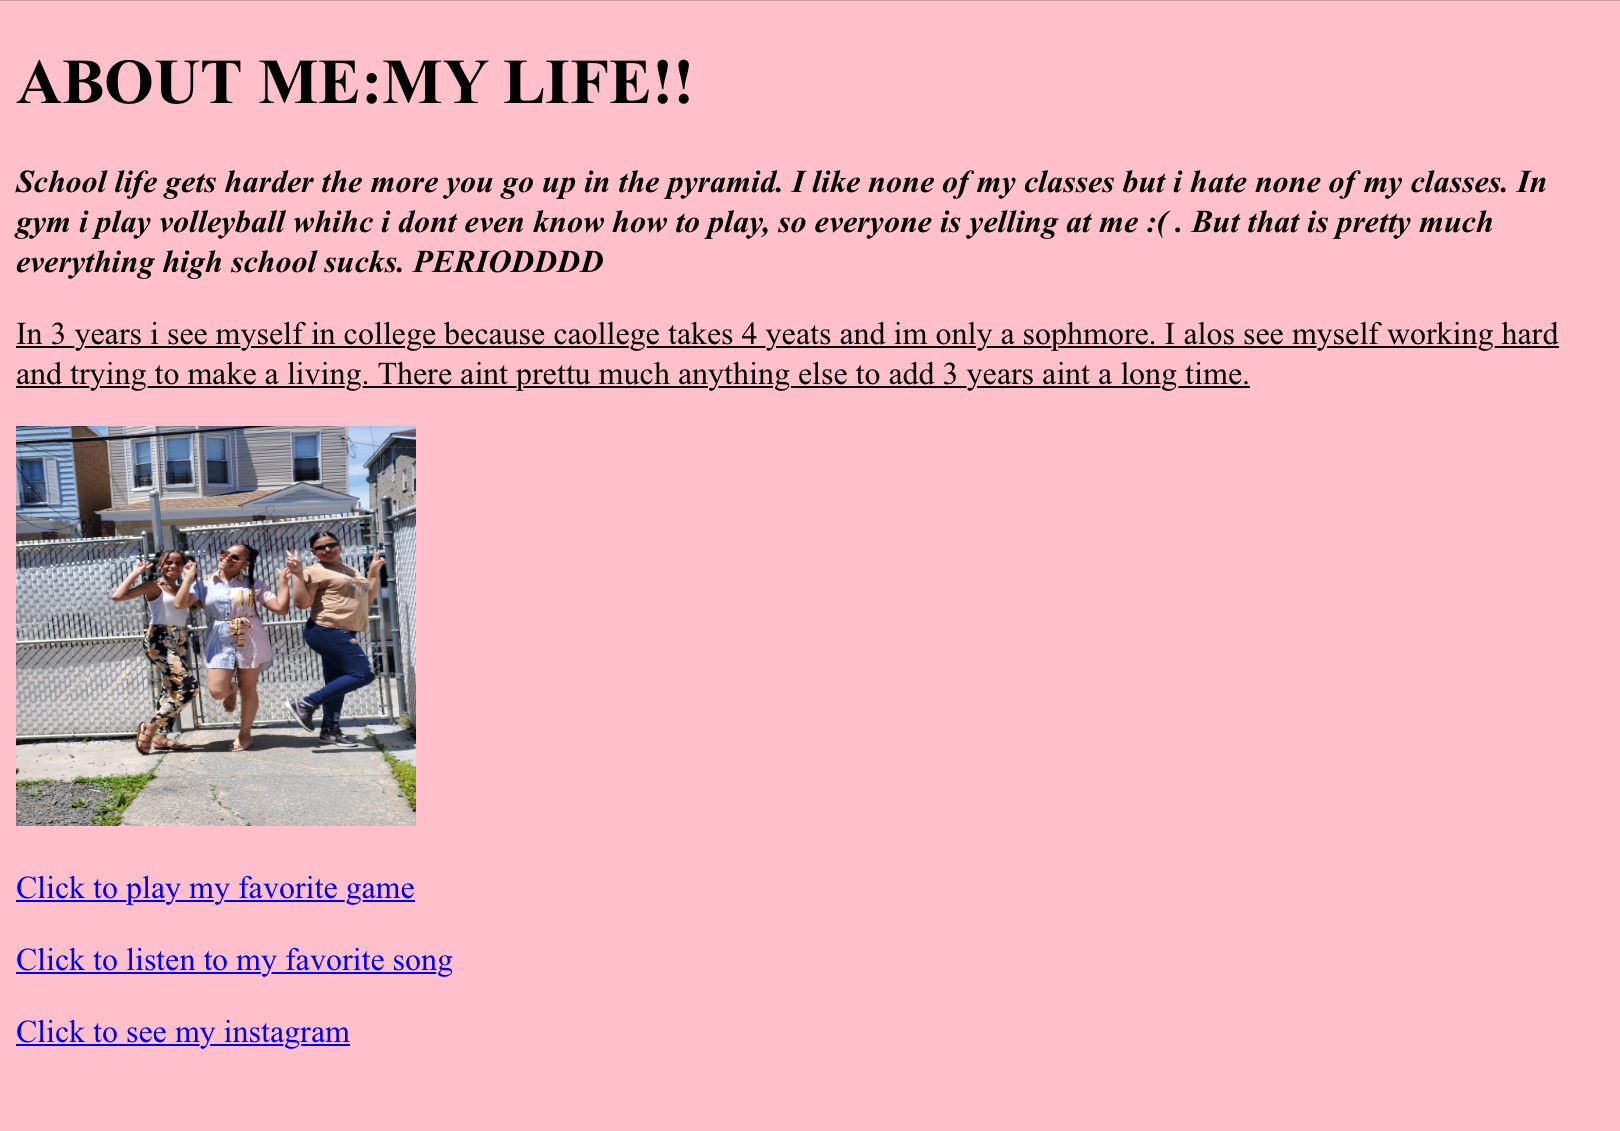 ABOUT ME:MY LIFE!!
School life gets harder the more you go up in the pyramid. I like none of my classes but i hate none of my classes. In
gym i play volleyball whihc i dont even know how to play, so everyone is yelling at me :( . But that is pretty much
everything high school sucks. PERIODDDD
In 3 years i see myself in college because caollege takes 4 yeats and im only a sophmore. I alos see myself working hard
and trying to make a living. There aint prettu much anything else to add 3 years aint a long time.
Click to play my favorite game
Click to listen to my favorite song
Click to see my instagram